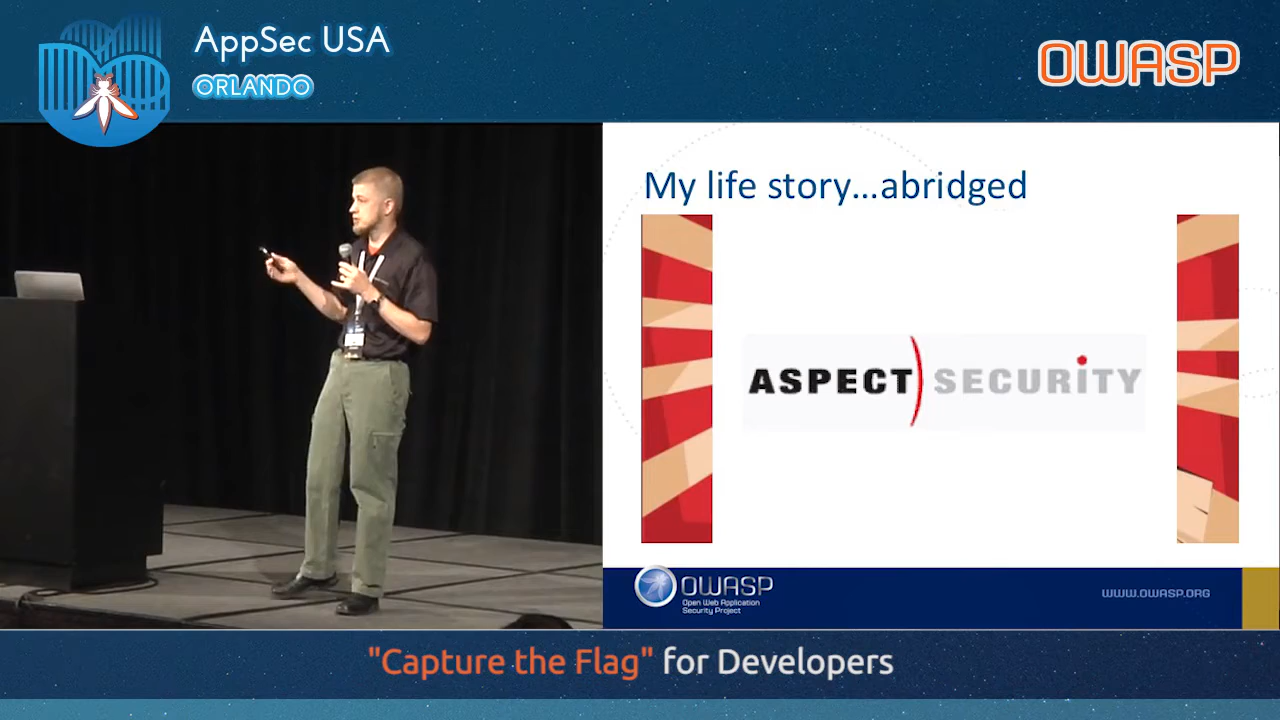 AppSec USA
ORLANDO
OWASP
My life story...abridged
ASPECT SECURITY
OWASP
Open Web Application
Security Project
WWW.OWASP.ORG
"Capture the Flag" for Developers